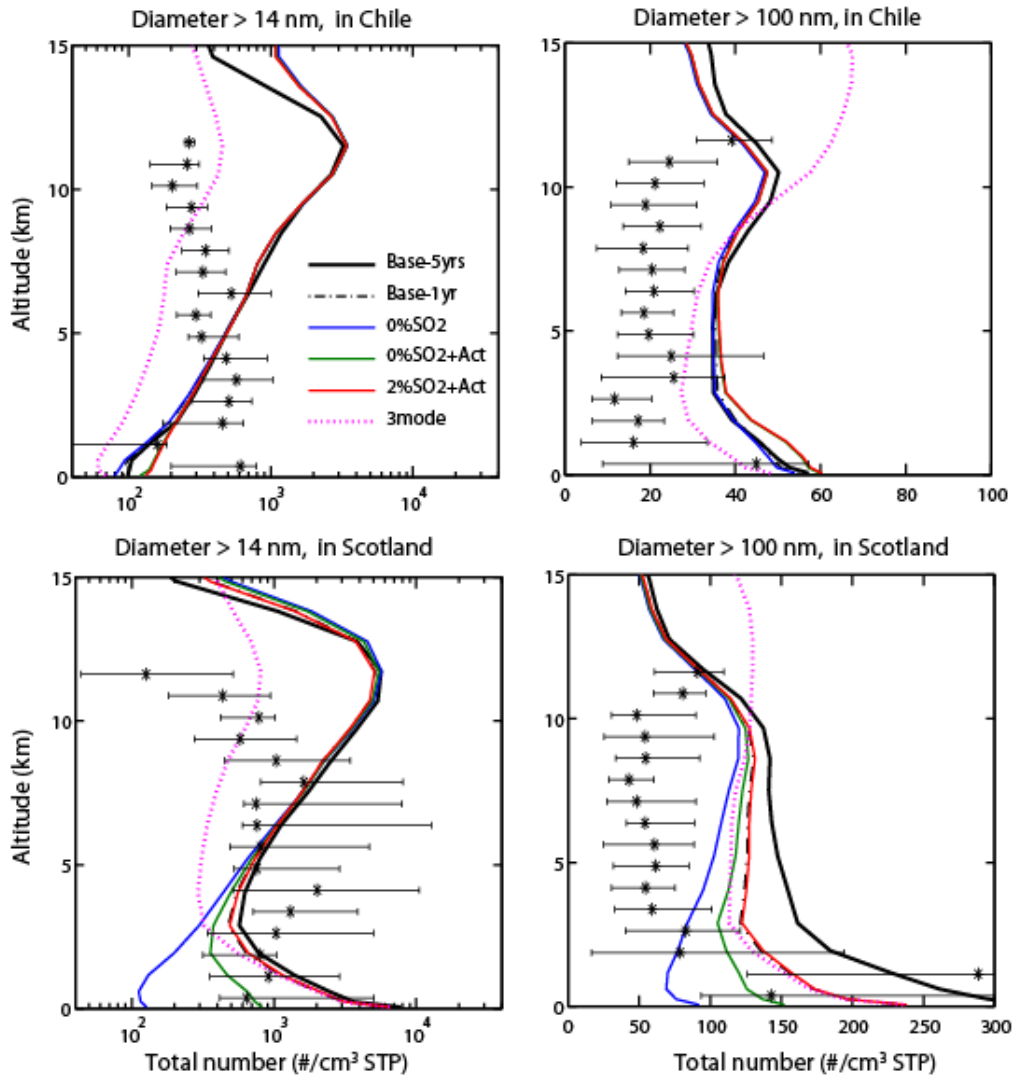 Diameter > 14 nm, in Chile
Diameter > 100 nm, in Chile
15
10
5
0
Altitude (km)
Base-5yrs
Base-1yr
0%SO2
0%SO2+Act
2%SO2+Act
3mode
10²
10³
10⁴
15
10
5
0
0
20
40
60
80
100
Diameter > 14 nm, in Scotland
Diameter > 100 nm, in Scotland
15
10
5
0
Altitude (km)
10²
10³
10⁴
Total number (#/cm³ STP)
15
10
5
0
0
50
100
150
200
250
300
Total number (#/cm³ STP)